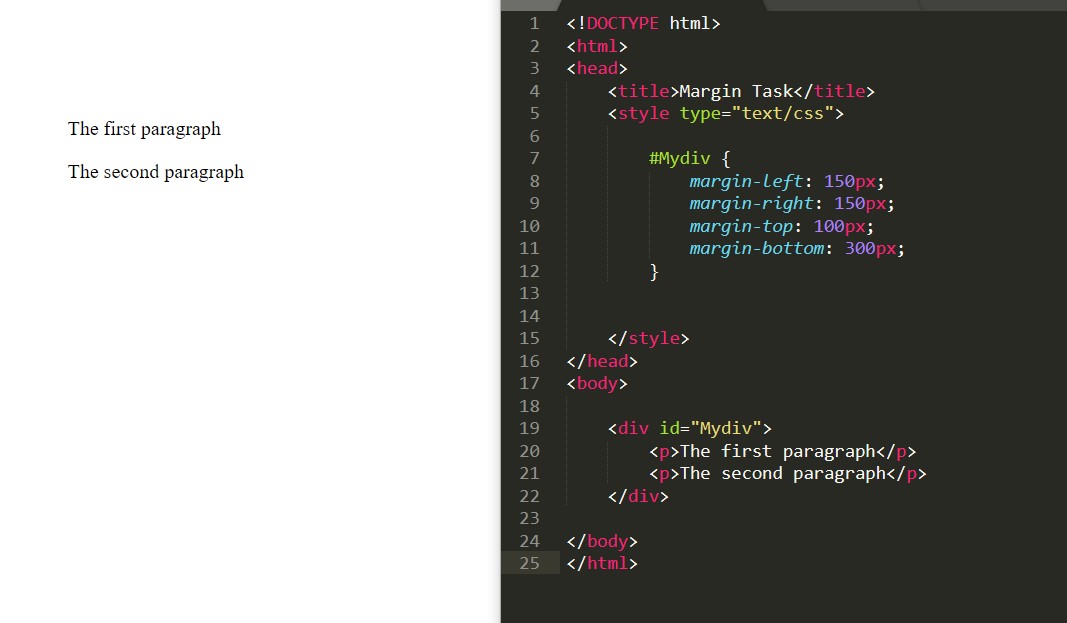 The first paragraph
The second paragraph
1 <!DOCTYPE html>
2 <html>
3 <head>
4 <title>Margin Task</title>
5 <style type="text/css">
6
7 #Mydiv {
8 margin-left: 150px;
9 margin-right: 150px;
10 margin-top: 100px;
11 margin-bottom: 300px;
12 }
13
14
15 </style>
16 </head>
17 <body>
18
19 <div id="Mydiv">
20 <p>The first paragraph</p>
21 <p>The second paragraph</p>
22 </div>
23
24 </body>
25 </html>